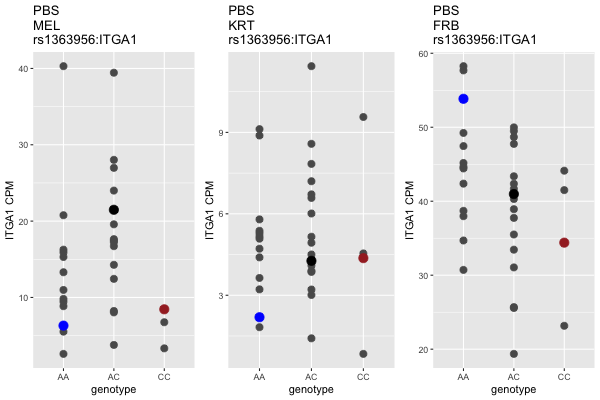 PBS
MEL
rs1363956:ITGA1
ITGA1 CPM
40
30
20
10
AA
AC
CC
genotype
PBS
KRT
rs1363956:ITGA1
ITGA1 CPM
9
6
3
AA
AC
CC
genotype
PBS
FRB
rs1363956:ITGA1
ITGA1 CPM
60
50
40
30
20
AA
AC
CC
genotype